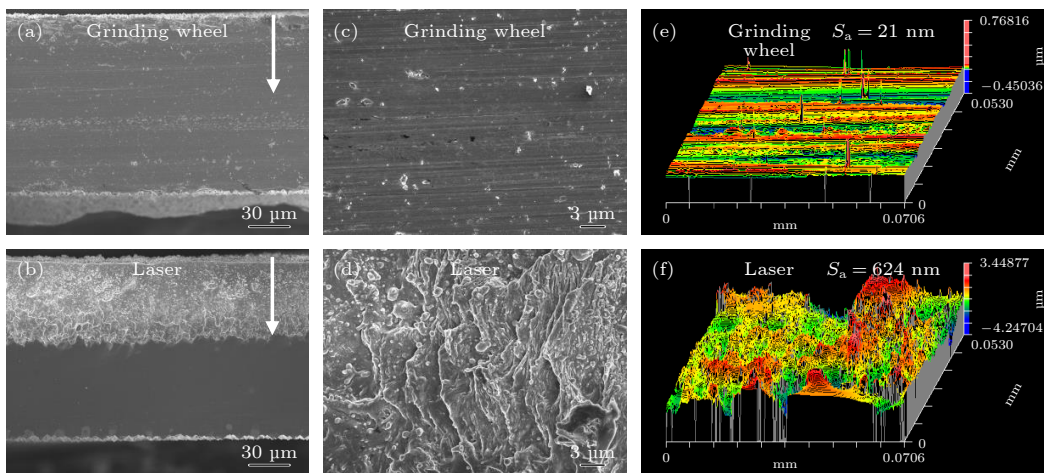 (a)
Grinding wheel
30 µm
(c)
Grinding wheel
3 µm
(e)
Grinding
wheel
Sa = 21 nm
0.76816
µm
−0.45036
0.0530
mm
0
0
mm
0.0706
(b)
Laser
30 µm
(d)
Laser
3 µm
(f)
Laser
Sa = 624 nm
3.44877
µm
−4.24704
0.0530
mm
0
0
mm
0.0706